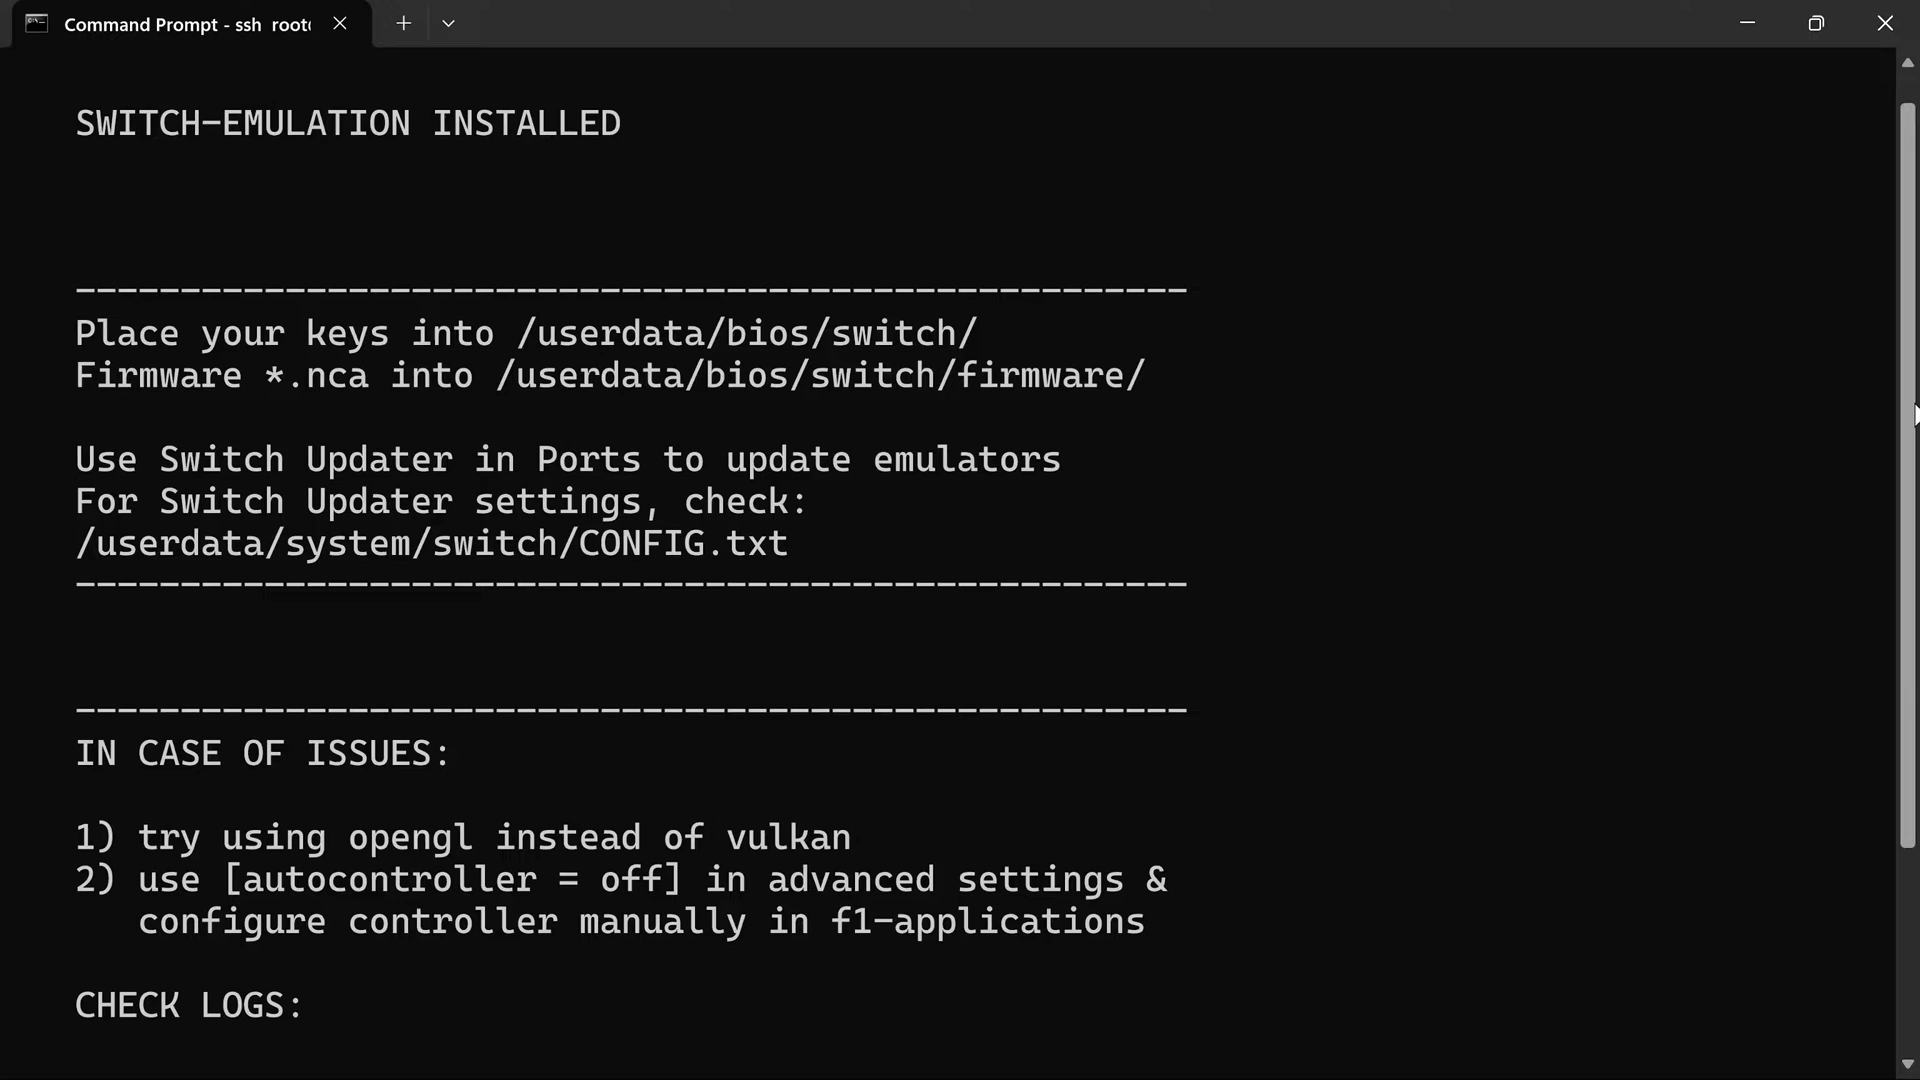 Command Prompt - ssh root
SWITCH-EMULATION INSTALLED
-----------------------------------------------------
Place your keys into /userdata/bios/switch/
Firmware *.nca into /userdata/bios/switch/firmware/
Use Switch Updater in Ports to update emulators
For Switch Updater settings, check:
/userdata/system/switch/CONFIG.txt
-----------------------------------------------------
-----------------------------------------------------
IN CASE OF ISSUES:
1) try using opengl instead of vulkan
2) use [autocontroller = off] in advanced settings &
configure controller manually in f1-applications
CHECK LOGS: